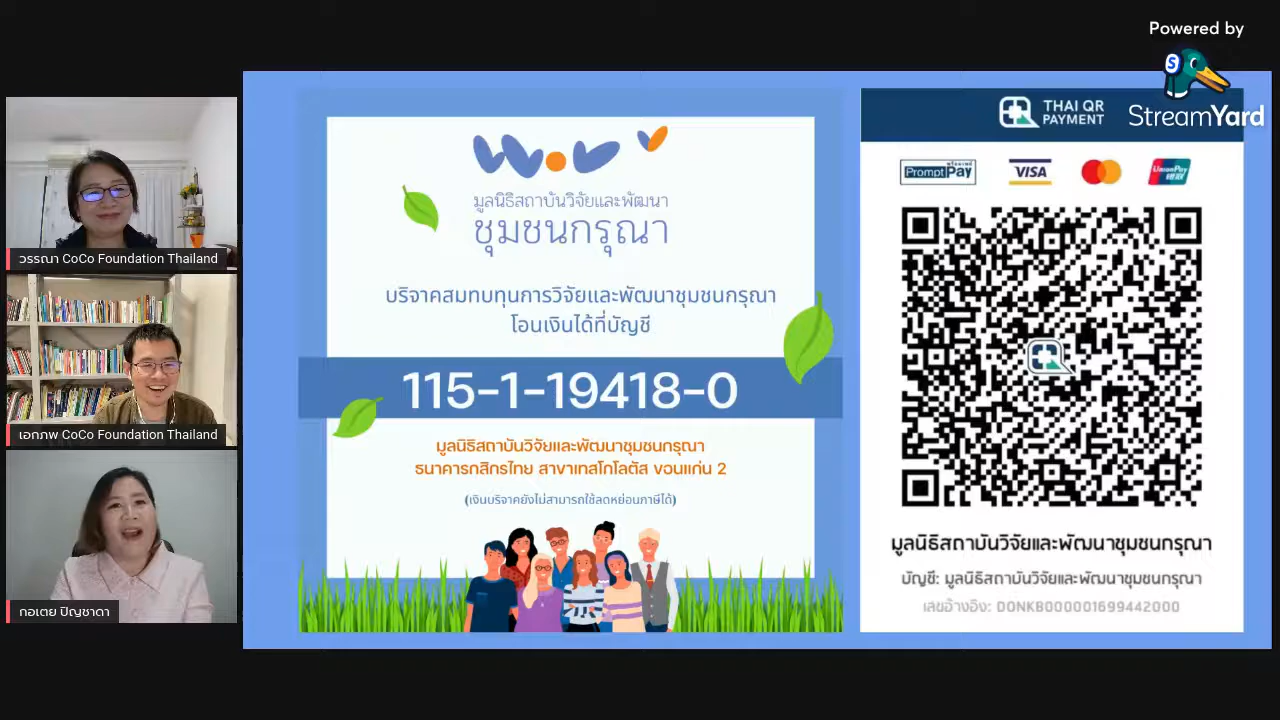 Powered by
StreamYard
วรรณา CoCo Foundation Thailand
เอกภพ CoCo Foundation Thailand
กอเตย ปิญชาดา
มูลนิธิสถาบันวิจัยและพัฒนา
ชุมชนกรุณา
บริจาคสมทบทุนการวิจัยและพัฒนาชุมชนกรุณา
โอนเงินได้ที่บัญชี
115-1-19418-0
มูลนิธิสถาบันวิจัยและพัฒนาชุมชนกรุณา
ธนาคารกสิกรไทย สาขาเทสโกโลตัส ขอนแก่น 2
(เงินบริจาคยังไม่สามารถใช้ลดหย่อนภาษีได้)
THAI QR
PAYMENT
พร้อมเพย์
PromptPay
VISA
UnionPay
银联
มูลนิธิสถาบันวิจัยและพัฒนาชุมชนกรุณา
บัญชี: มูลนิธิสถาบันวิจัยและพัฒนาชุมชนกรุณา
เลขอ้างอิง: DONKB000001699442000